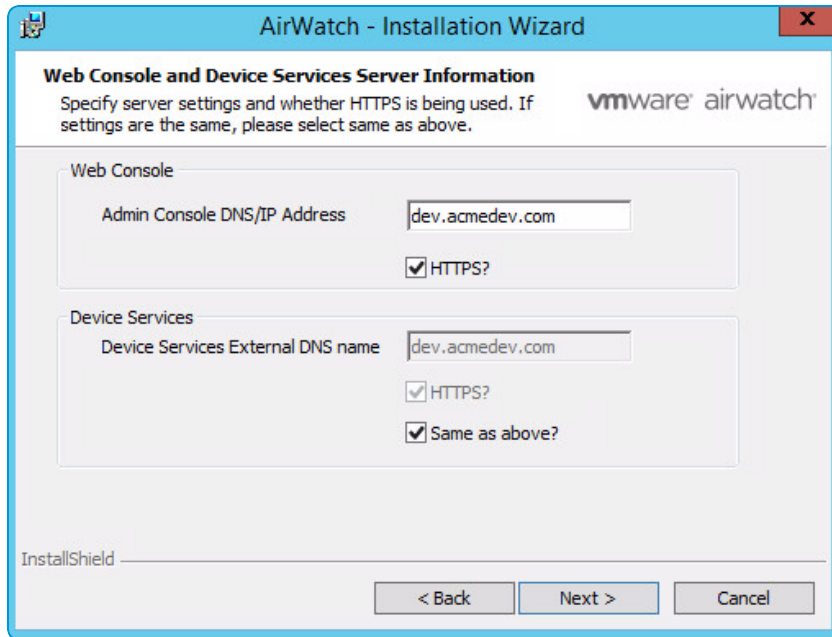 AirWatch - Installation Wizard
x
Web Console and Device Services Server Information
Specify server settings and whether HTTPS is being used. If
settings are the same, please select same as above.
vmware airwatch
Web Console
Admin Console DNS/IP Address
dev.acmedev.com
HTTPS?
Device Services
Device Services External DNS name
dev.acmedev.com
HTTPS?
Same as above?
InstallShield
< Back
Next >
Cancel